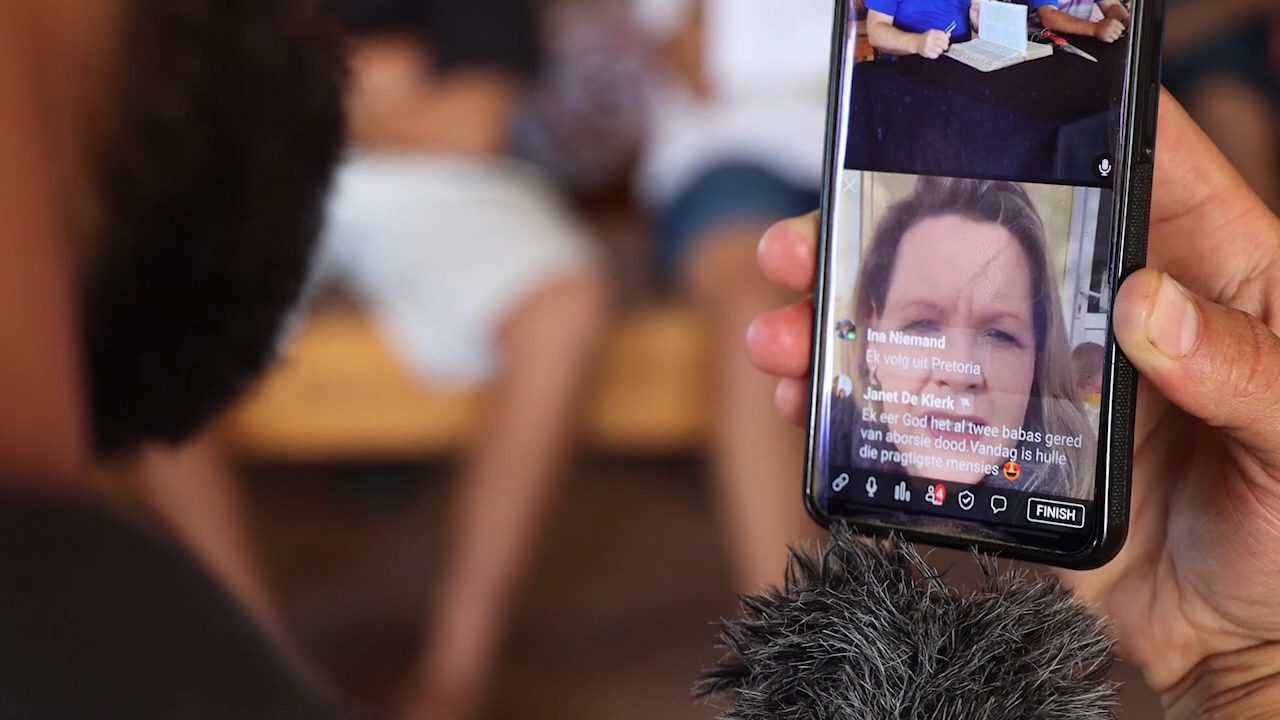 Ina Niemand
Ek volg uit Pretoria
Janet De Klerk
Ek eer God het al twee babas gered
van aborsie dood.Vandag is hulle
die pragtigste mensies 😍
4
FINISH